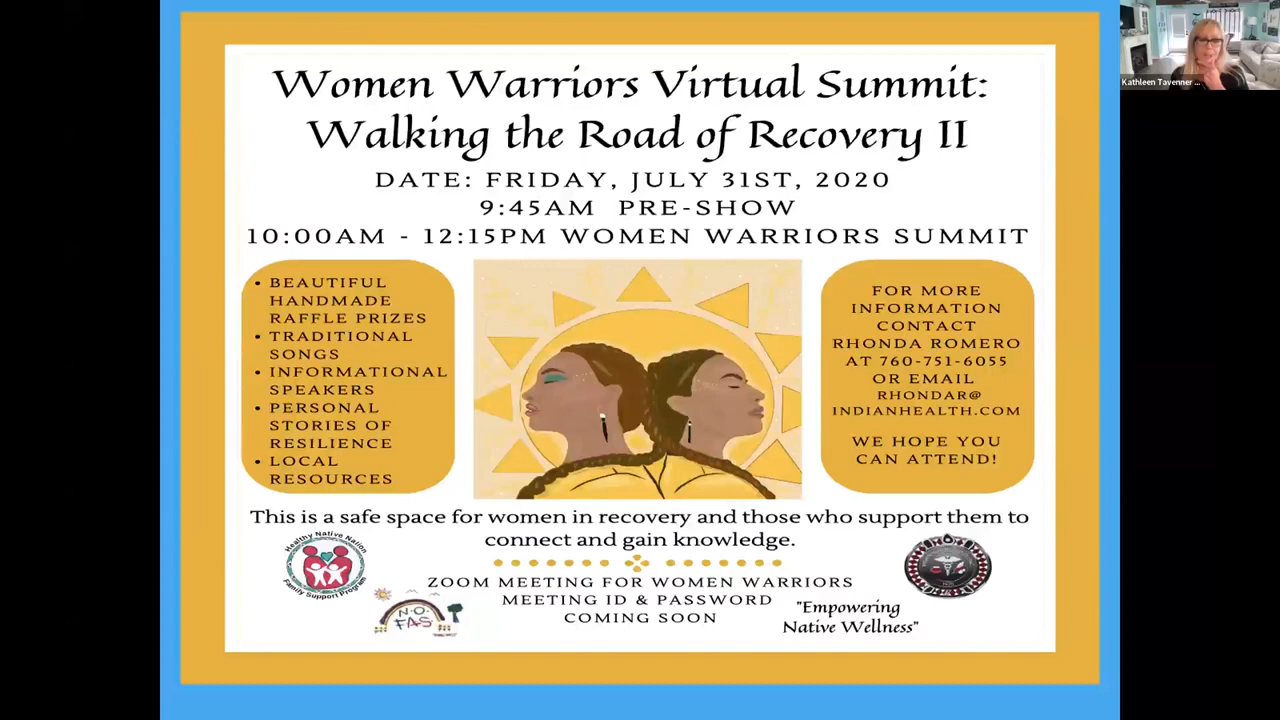 Women Warriors Virtual Summit:
Walking the Road of Recovery II
DATE: FRIDAY, JULY 31ST, 2020
9:45AM PRE-SHOW
10:00AM - 12:15PM WOMEN WARRIORS SUMMIT
• BEAUTIFUL
HANDMADE
RAFFLE PRIZES
• TRADITIONAL
SONGS
• INFORMATIONAL
SPEAKERS
• PERSONAL
STORIES OF
RESILIENCE
• LOCAL
RESOURCES
FOR MORE
INFORMATION
CONTACT
RHONDA ROMERO
AT 760-751-6055
OR EMAIL
RHONDAR@
INDIANHEALTH.COM
WE HOPE YOU
CAN ATTEND!
This is a safe space for women in recovery and those who support them to
connect and gain knowledge.
Healthy Native Nation
Family Support Program
N·O·
FAS
ZOOM MEETING FOR WOMEN WARRIORS
MEETING ID & PASSWORD
COMING SOON
"Empowering
Native Wellness"
Kathleen Tavenner ...